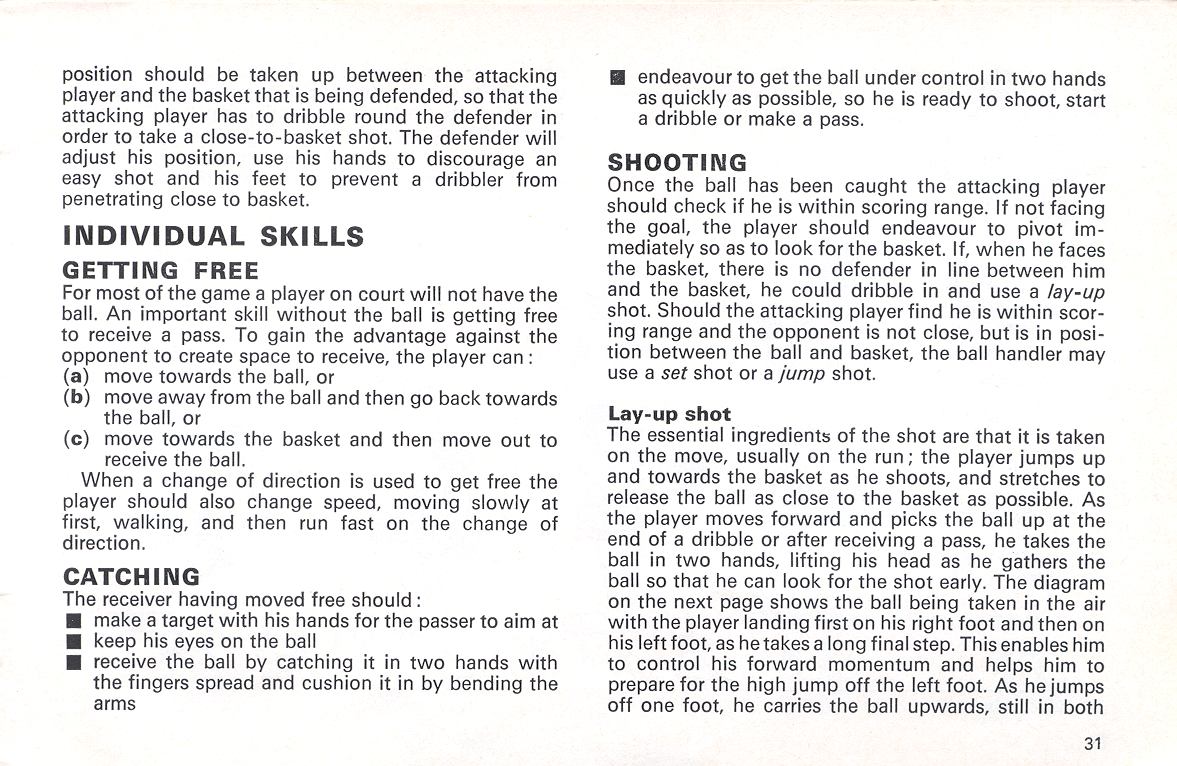 position should be taken up between the attacking
player and the basket that is being defended, so that the
attacking player has to dribble round the defender in
order to take a close-to-basket shot. The defender will
adjust his position, use his hands to discourage an
easy shot and his feet to prevent a dribbler from
penetrating close to basket.
INDIVIDUAL SKILLS
GETTING FREE
For most of the game a player on court will not have the
ball. An important skill without the ball is getting free
to receive a pass. To gain the advantage against the
opponent to create space to receive, the player can :
(a) move towards the ball, or
(b) move away from the ball and then go back towards
the ball, or
(c) move towards the basket and then move out to
receive the ball.
When a change of direction is used to get free the
player should also change speed, moving slowly at
first, walking, and then run fast on the change of
direction.
CATCHING
The receiver having moved free should :
■ make a target with his hands for the passer to aim at
■ keep his eyes on the ball
■ receive the ball by catching it in two hands with
the fingers spread and cushion it in by bending the
arms
■ endeavour to get the ball under control in two hands
as quickly as possible, so he is ready to shoot, start
a dribble or make a pass.
SHOOTING
Once the ball has been caught the attacking player
should check if he is within scoring range. If not facing
the goal, the player should endeavour to pivot im-
mediately so as to look for the basket. If, when he faces
the basket, there is no defender in line between him
and the basket, he could dribble in and use a lay-up
shot. Should the attacking player find he is within scor-
ing range and the opponent is not close, but is in posi-
tion between the ball and basket, the ball handler may
use a set shot or a jump shot.
Lay-up shot
The essential ingredients of the shot are that it is taken
on the move, usually on the run ; the player jumps up
and towards the basket as he shoots, and stretches to
release the ball as close to the basket as possible. As
the player moves forward and picks the ball up at the
end of a dribble or after receiving a pass, he takes the
ball in two hands, lifting his head as he gathers the
ball so that he can look for the shot early. The diagram
on the next page shows the ball being taken in the air
with the player landing first on his right foot and then on
his left foot, as he takes a long final step. This enables him
to control his forward momentum and helps him to
prepare for the high jump off the left foot. As he jumps
off one foot, he carries the ball upwards, still in both
31